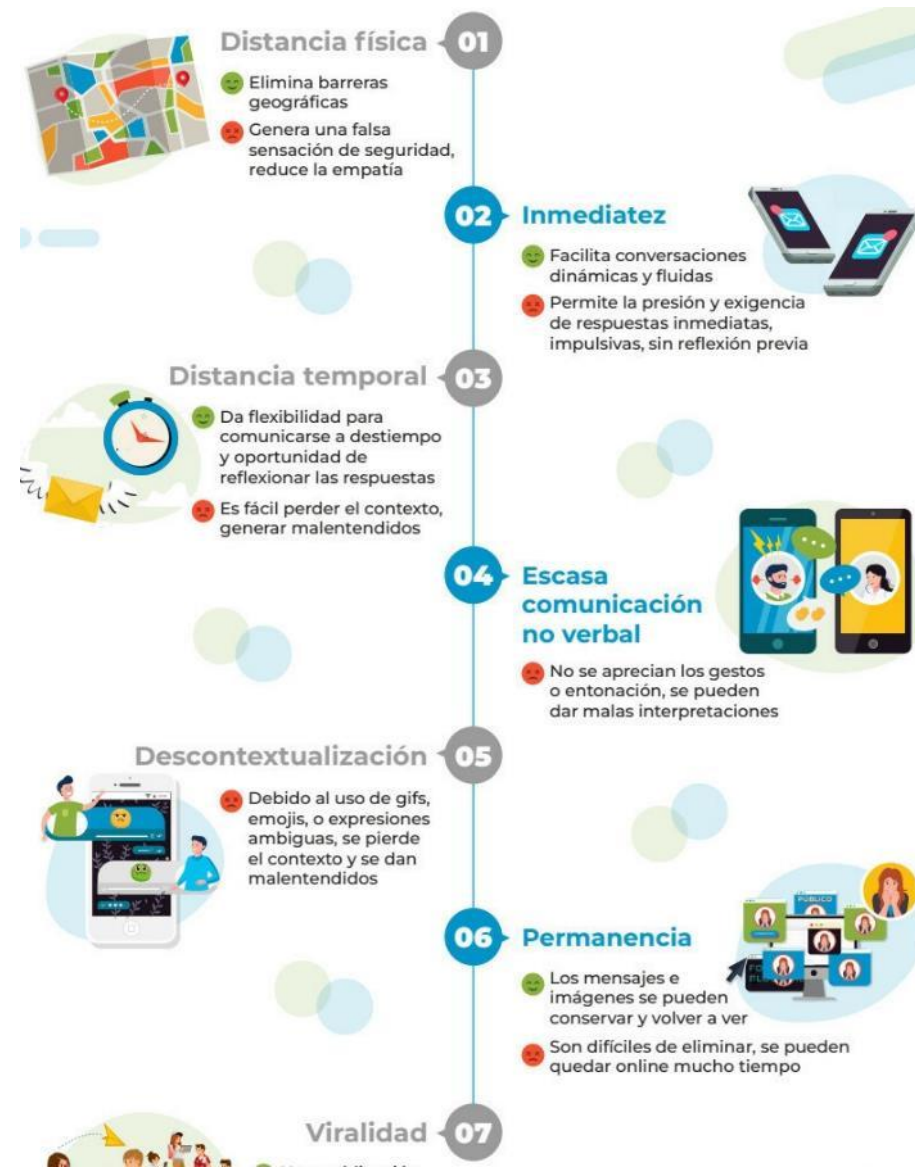 Distancia física
01
Elimina barreras
geográficas
Genera una falsa
sensación de seguridad,
reduce la empatía
02
Inmediatez
Facilita conversaciones
dinámicas y fluidas
Permite la presión y exigencia
de respuestas inmediatas,
impulsivas, sin reflexión previa
Distancia temporal
03
Da flexibilidad para
comunicarse a destiempo
y oportunidad de
reflexionar las respuestas
Es fácil perder el contexto,
generar malentendidos
04
Escasa
comunicación
no verbal
No se aprecian los gestos
o entonación, se pueden
dar malas interpretaciones
Descontextualización
05
Debido al uso de gifs,
emojis, o expresiones
ambiguas, se pierde
el contexto y se dan
malentendidos
06
Permanencia
PÚBLICO
Los mensajes e
imágenes se pueden
conservar y volver a ver
Son difíciles de eliminar, se pueden
quedar online mucho tiempo
Viralidad
07